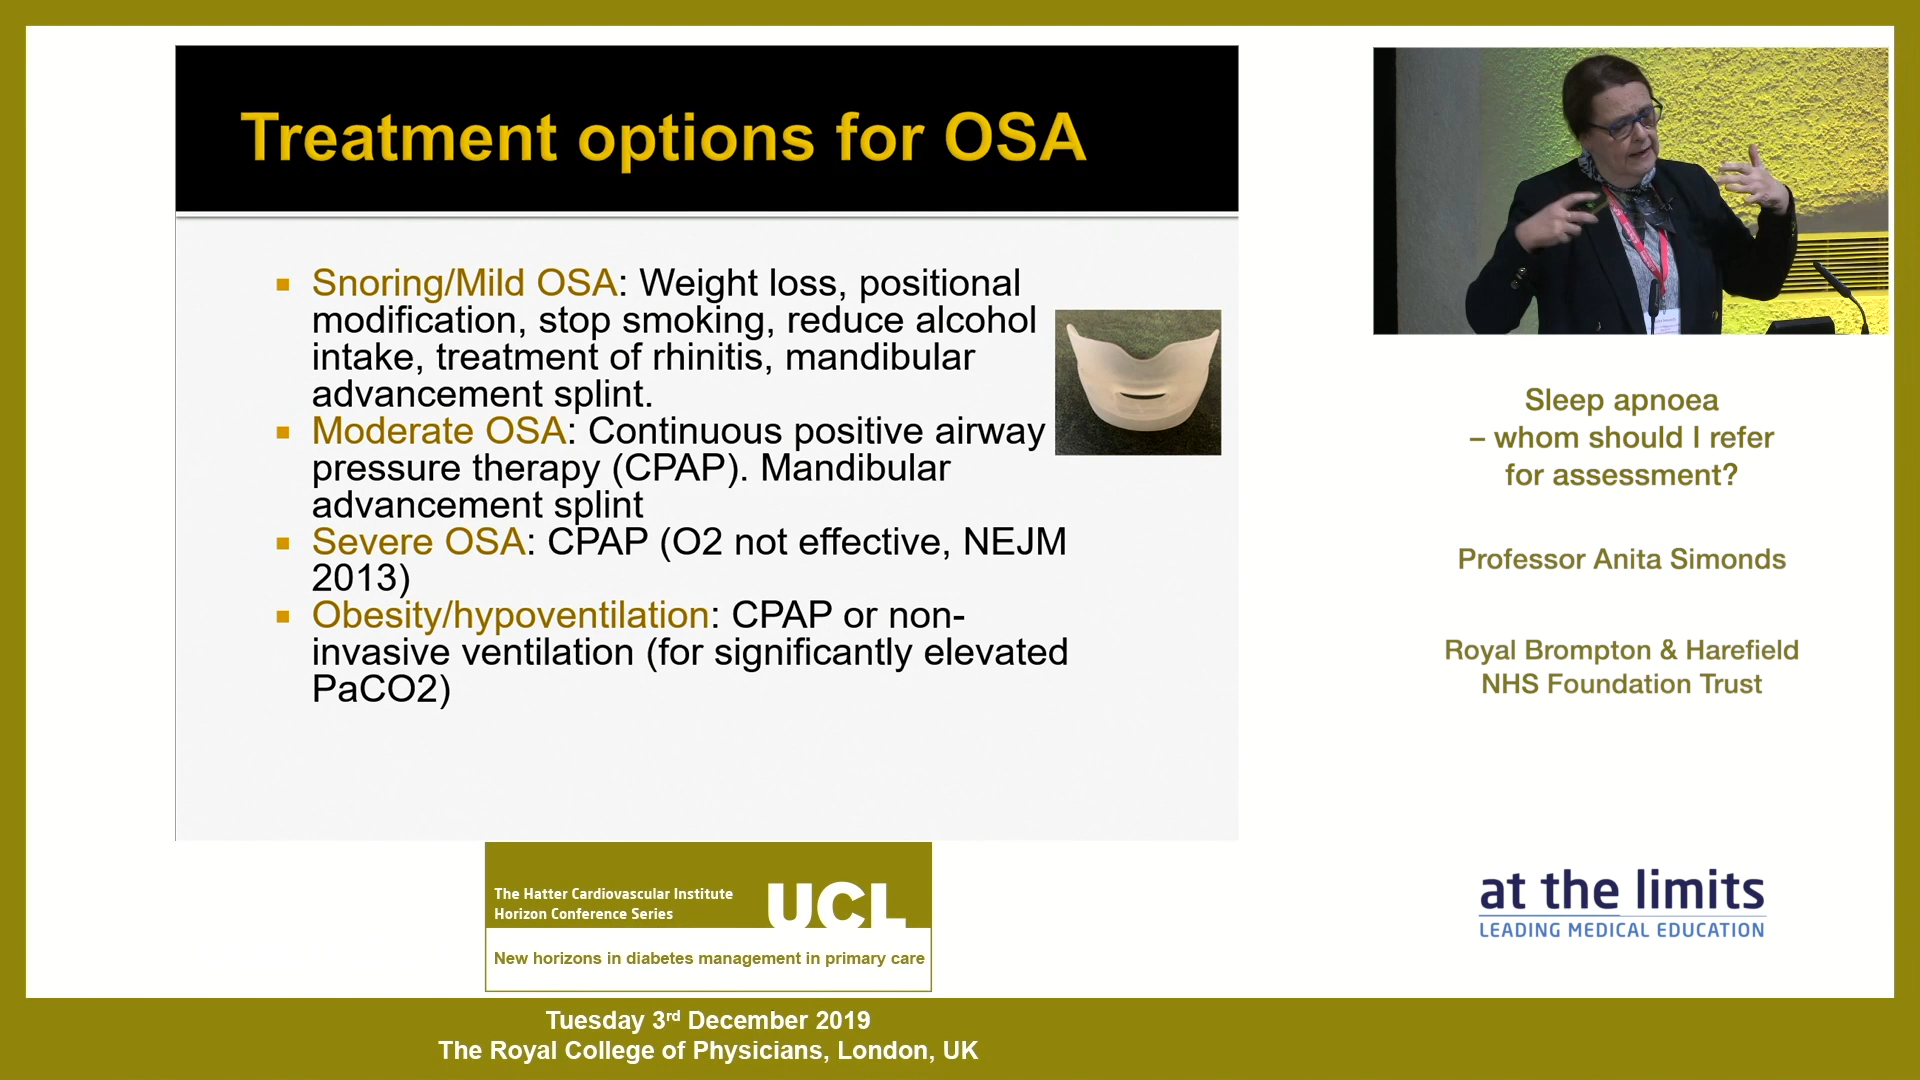 Treatment options for OSA
Snoring/Mild OSA: Weight loss, positional
modification, stop smoking, reduce alcohol
intake, treatment of rhinitis, mandibular
advancement splint.
Moderate OSA: Continuous positive airway
pressure therapy (CPAP). Mandibular
advancement splint
Severe OSA: CPAP (O2 not effective, NEJM
2013)
Obesity/hypoventilation: CPAP or non-
invasive ventilation (for significantly elevated
PaCO2)
Sleep apnoea
– whom should I refer
for assessment?
Professor Anita Simonds
Royal Brompton & Harefield
NHS Foundation Trust
The Hatter Cardiovascular Institute
Horizon Conference Series
UCL
New horizons in diabetes management in primary care
at the limits
LEADING MEDICAL EDUCATION
Tuesday 3rd December 2019
The Royal College of Physicians, London, UK